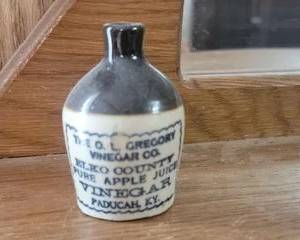 THE O. L. GREGORY
VINEGAR CO.
ELKO COUNTY
PURE APPLE JUICE
VINEGAR
PADUCAH, KY.